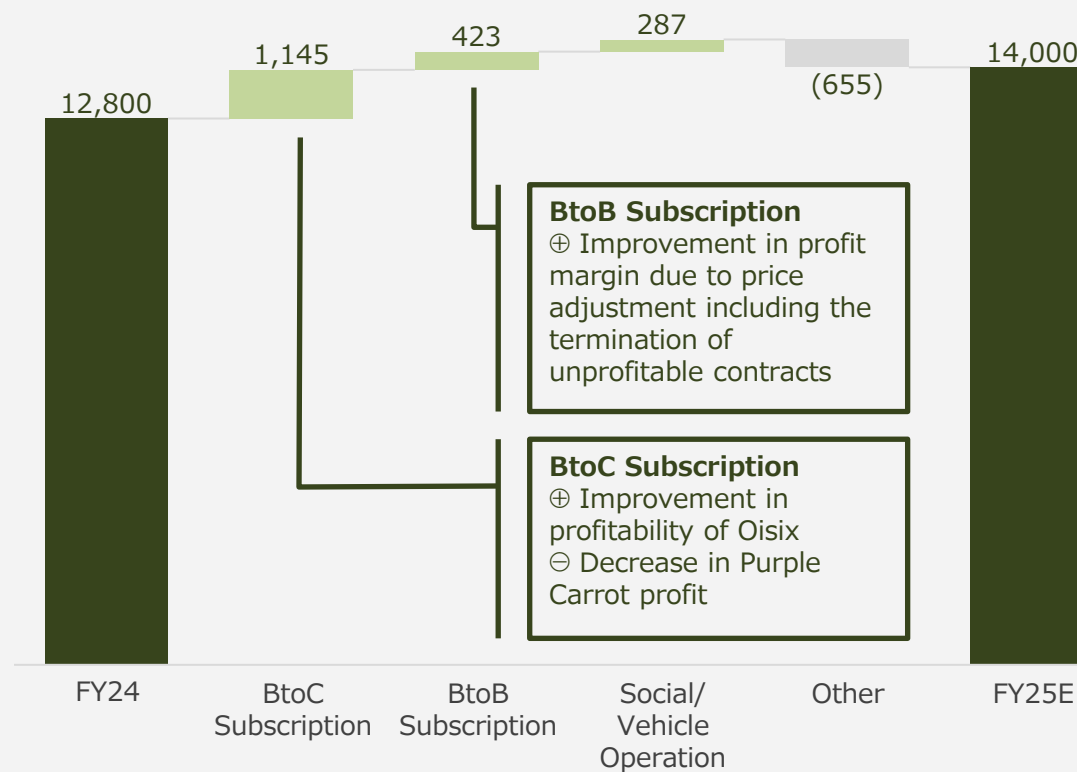 12,800
1,145
423
287
(655)
14,000
BtoB Subscription
⊕ Improvement in profit
margin due to price
adjustment including the
termination of
unprofitable contracts
BtoC Subscription
⊕ Improvement in
profitability of Oisix
⊖ Decrease in Purple
Carrot profit
FY24
BtoC
Subscription
BtoB
Subscription
Social/
Vehicle
Operation
Other
FY25E